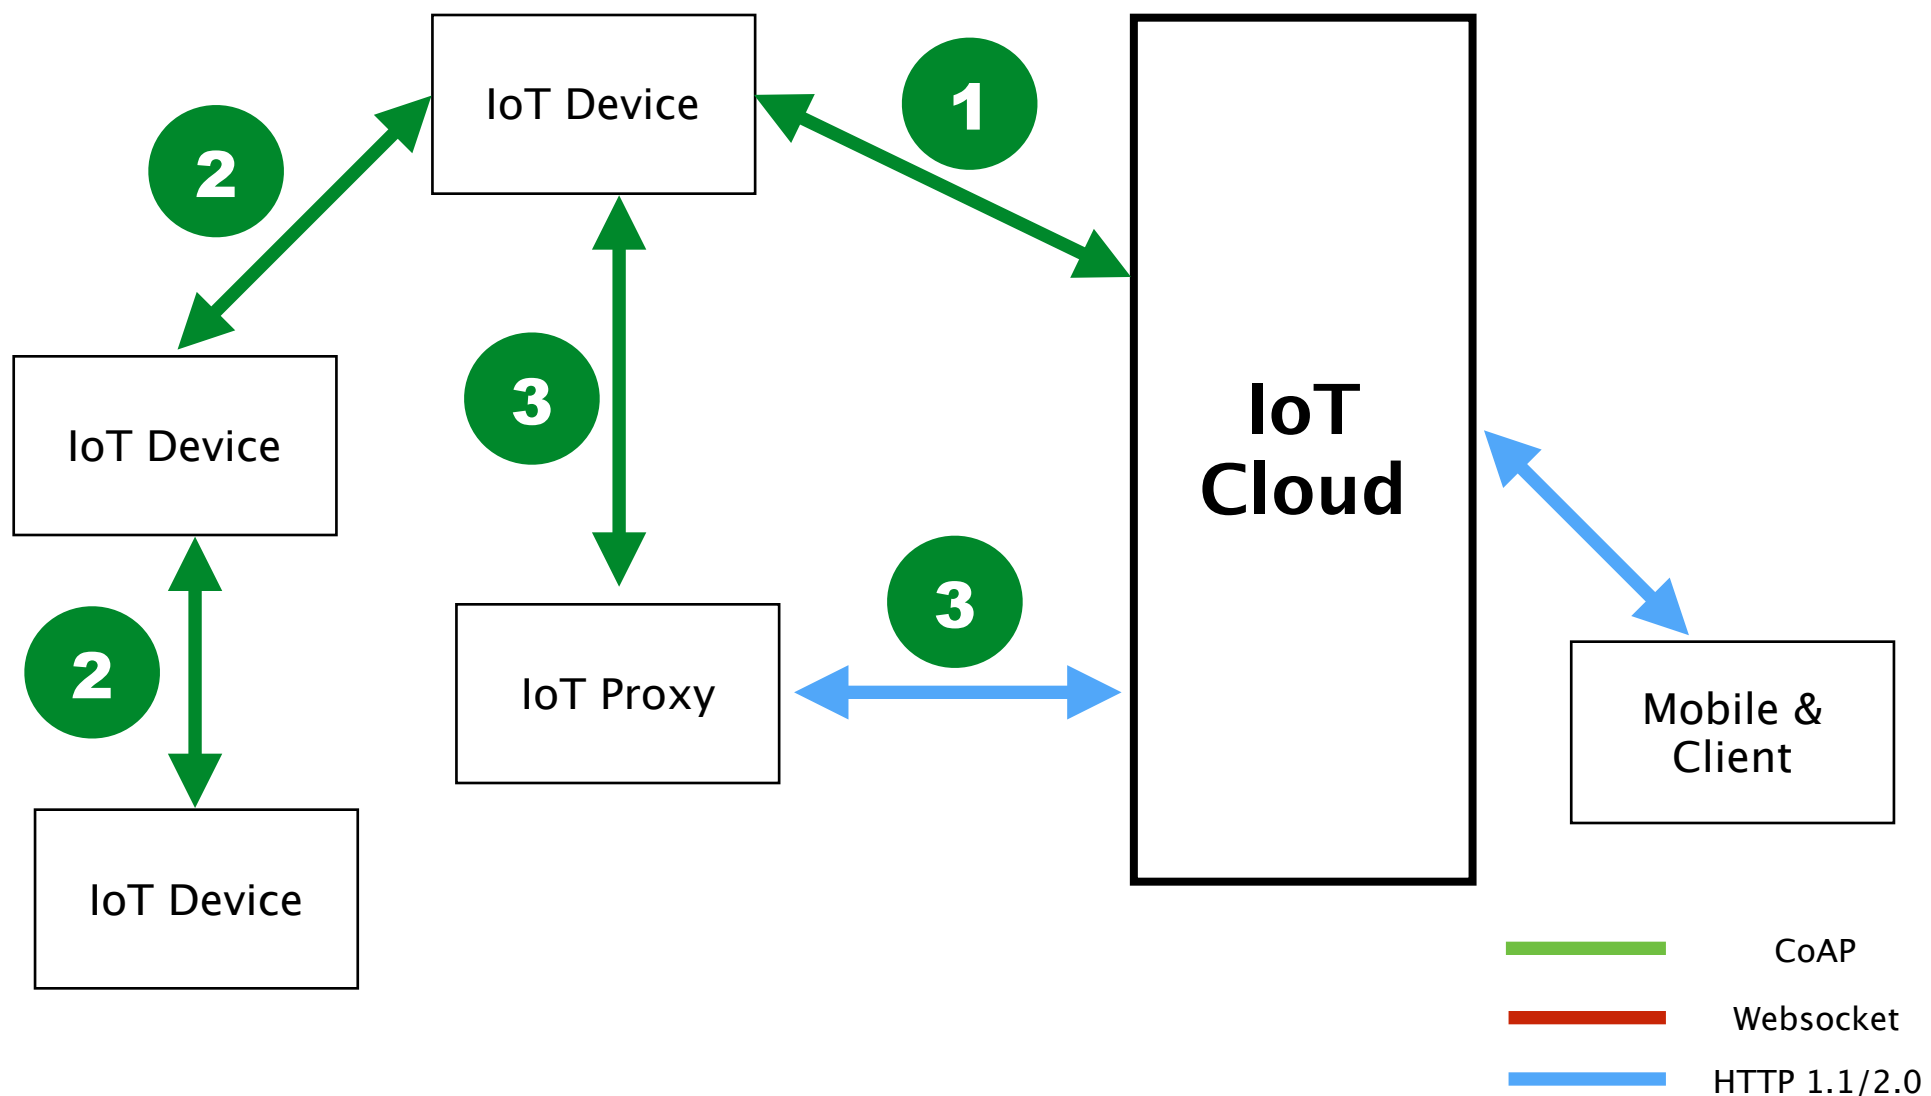 IoT Device
1
2
3
IoT
Cloud
IoT Device
3
2
IoT Proxy
Mobile &
Client
IoT Device
CoAP
Websocket
HTTP 1.1/2.0